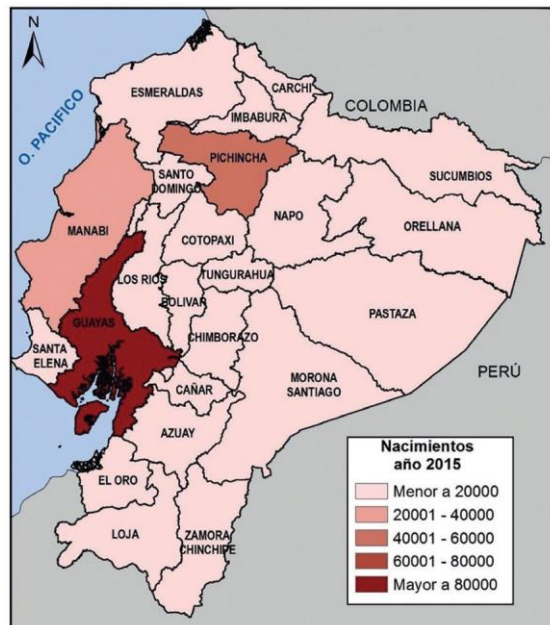 N
O. PACIFICO
COLOMBIA
PERÚ
ESMERALDAS
CARCHI
IMBABURA
PICHINCHA
SUCUMBIOS
SANTO
DOMINGO
NAPO
ORELLANA
MANABI
COTOPAXI
LOS RIOS
TUNGURAHUA
BOLIVAR
PASTAZA
GUAYAS
CHIMBORAZO
SANTA
ELENA
MORONA
SANTIAGO
CAÑAR
AZUAY
EL ORO
LOJA
ZAMORA
CHINCHIPE
Nacimientos
año 2015
Menor a 20000
20001 - 40000
40001 - 60000
60001 - 80000
Mayor a 80000